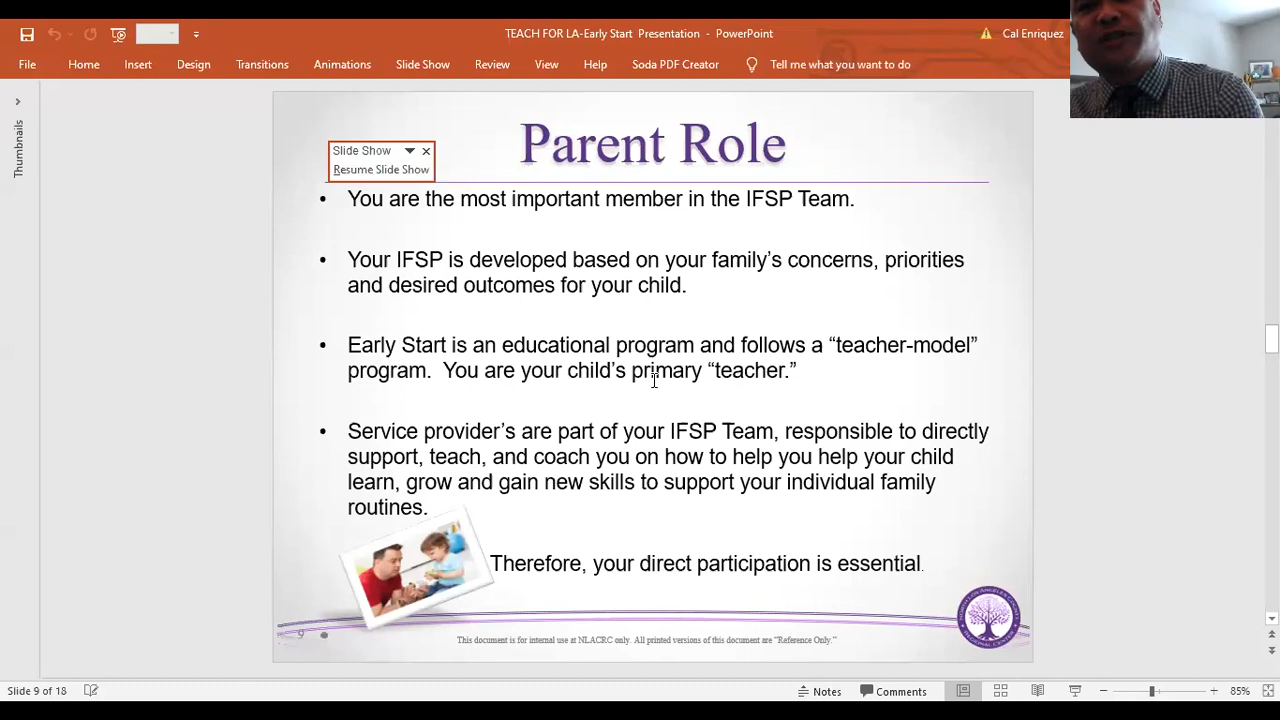 TEACH FOR LA-Early Start Presentation - PowerPoint
Cal Enriquez
File Home Insert Design Transitions Animations Slide Show Review View Help Soda PDF Creator Tell me what you want to do
Thumbnails
Parent Role
Slide Show
Resume Slide Show
• You are the most important member in the IFSP Team.
• Your IFSP is developed based on your family’s concerns, priorities
and desired outcomes for your child.
• Early Start is an educational program and follows a “teacher-model”
program. You are your child’s primary “teacher.”
• Service provider’s are part of your IFSP Team, responsible to directly
support, teach, and coach you on how to help you help your child
learn, grow and gain new skills to support your individual family
routines.
Therefore, your direct participation is essential.
9
This document is for internal use at NLACRC only. All printed versions of this document are “Reference Only.”
NORTH LOS ANGELES COUNTY
REGIONAL CENTER
Slide 9 of 18
Notes Comments
85%